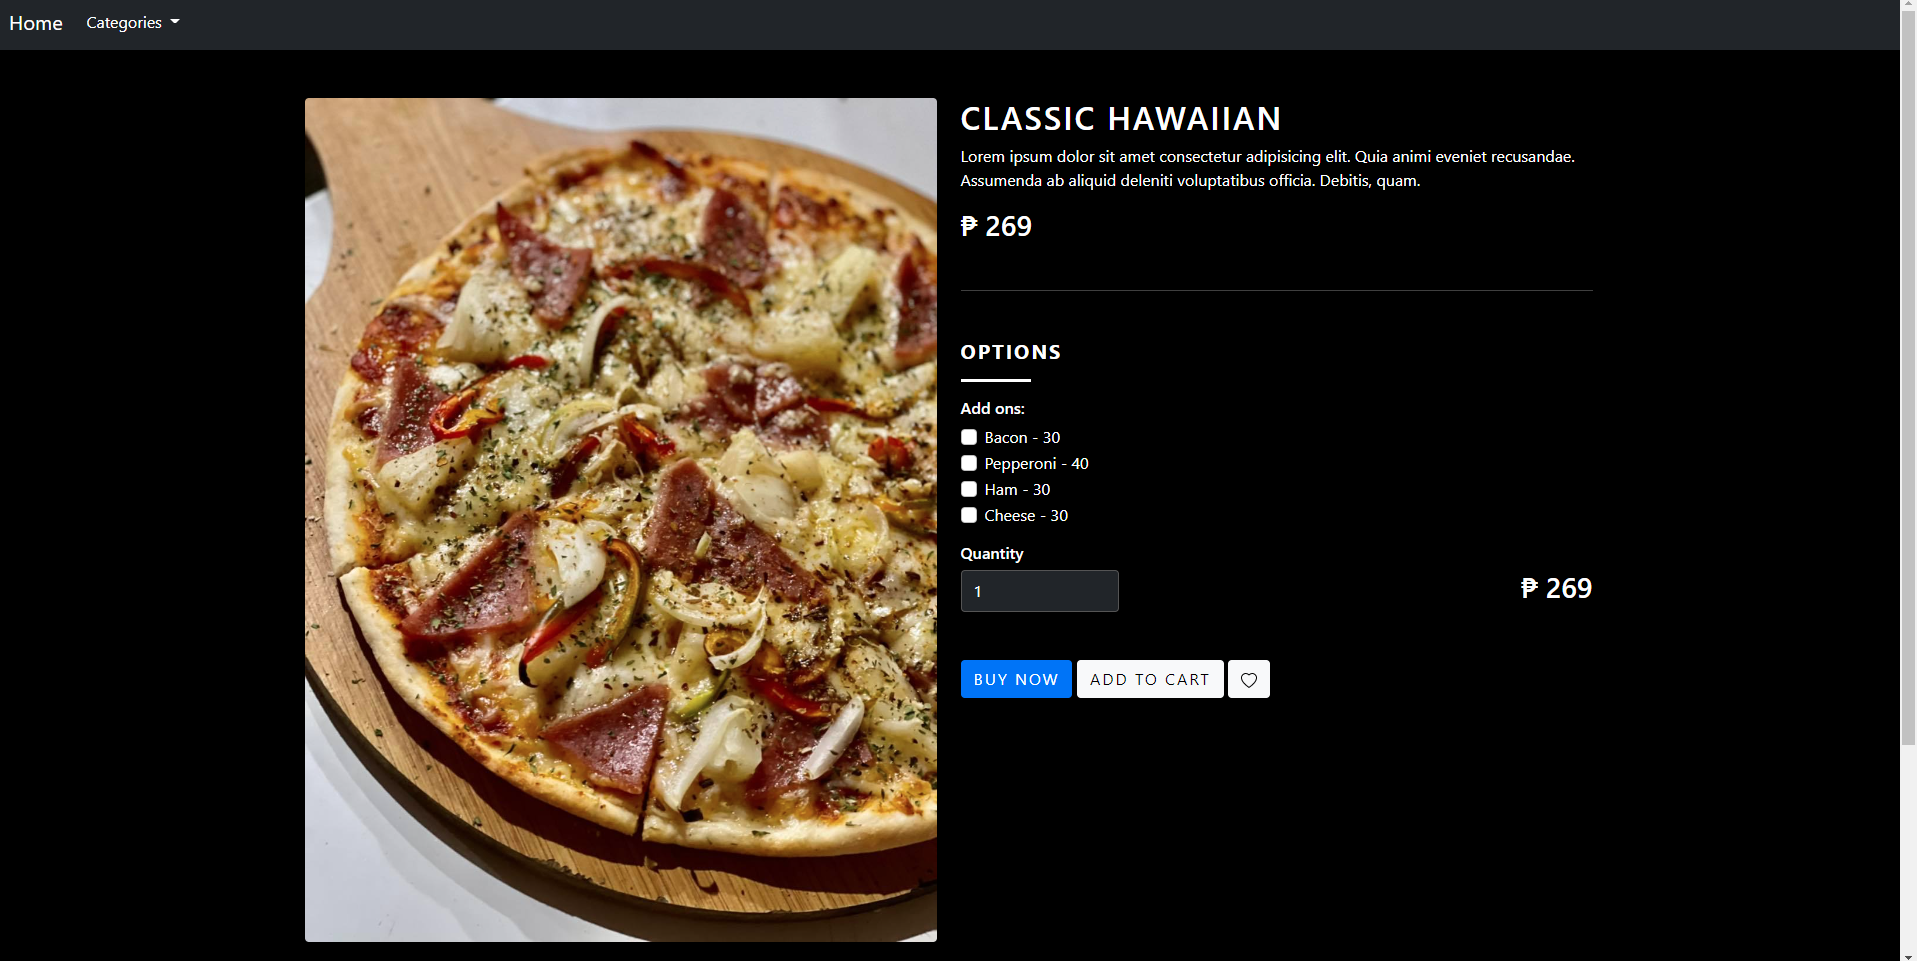 Home Categories
CLASSIC HAWAIIAN
Lorem ipsum dolor sit amet consectetur adipisicing elit. Quia animi eveniet recusandae.
Assumenda ab aliquid deleniti voluptatibus officia. Debitis, quam.
₱ 269
OPTIONS
Add ons:
Bacon - 30
Pepperoni - 40
Ham - 30
Cheese - 30
Quantity
1
₱ 269
BUY NOW ADD TO CART